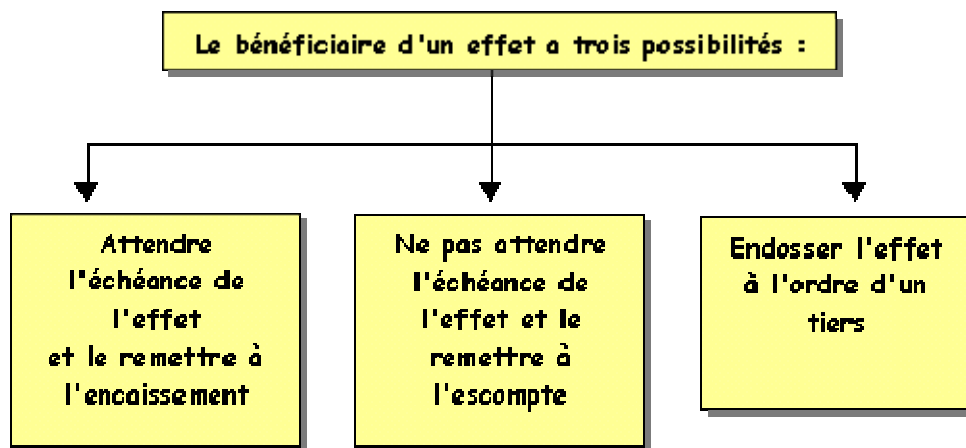 Le bénéficiaire d'un effet a trois possibilités :
Attendre
l'échéance de
l'effet
et le remettre à
l'encaissement
Ne pas attendre
l'échéance de
l'effet et le
remettre à
l'escompte
Endosser l'effet
à l'ordre d'un
tiers